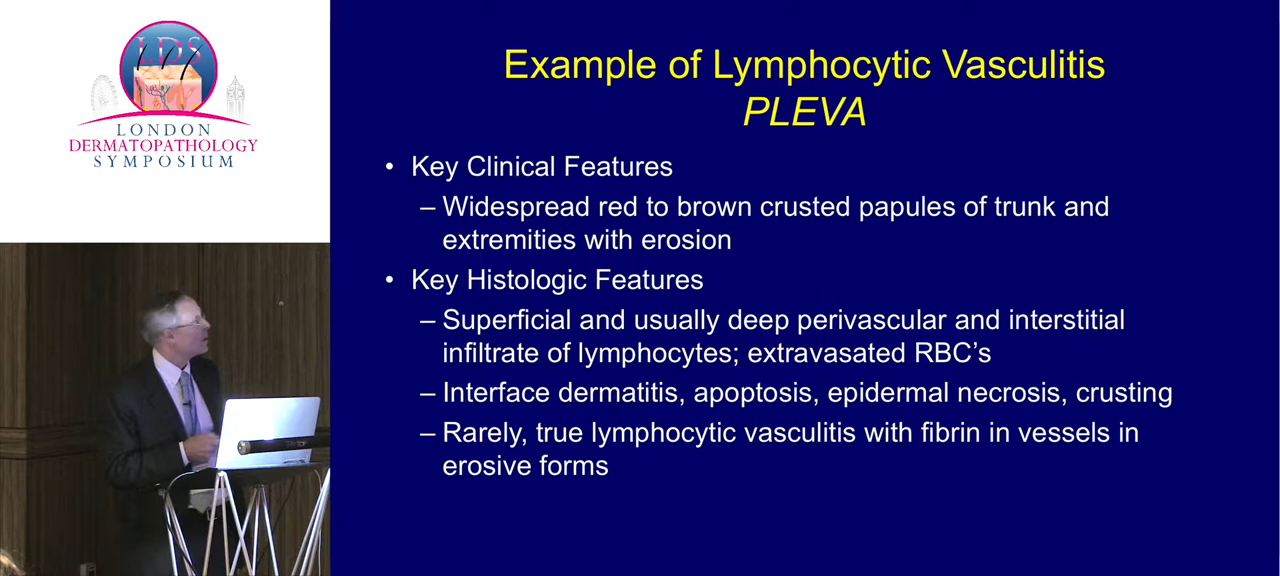 LDS
LONDON
DERMATOPATHOLOGY
SYMPOSIUM
Example of Lymphocytic Vasculitis
PLEVA
• Key Clinical Features
– Widespread red to brown crusted papules of trunk and
extremities with erosion
• Key Histologic Features
– Superficial and usually deep perivascular and interstitial
infiltrate of lymphocytes; extravasated RBC's
– Interface dermatitis, apoptosis, epidermal necrosis, crusting
– Rarely, true lymphocytic vasculitis with fibrin in vessels in
erosive forms